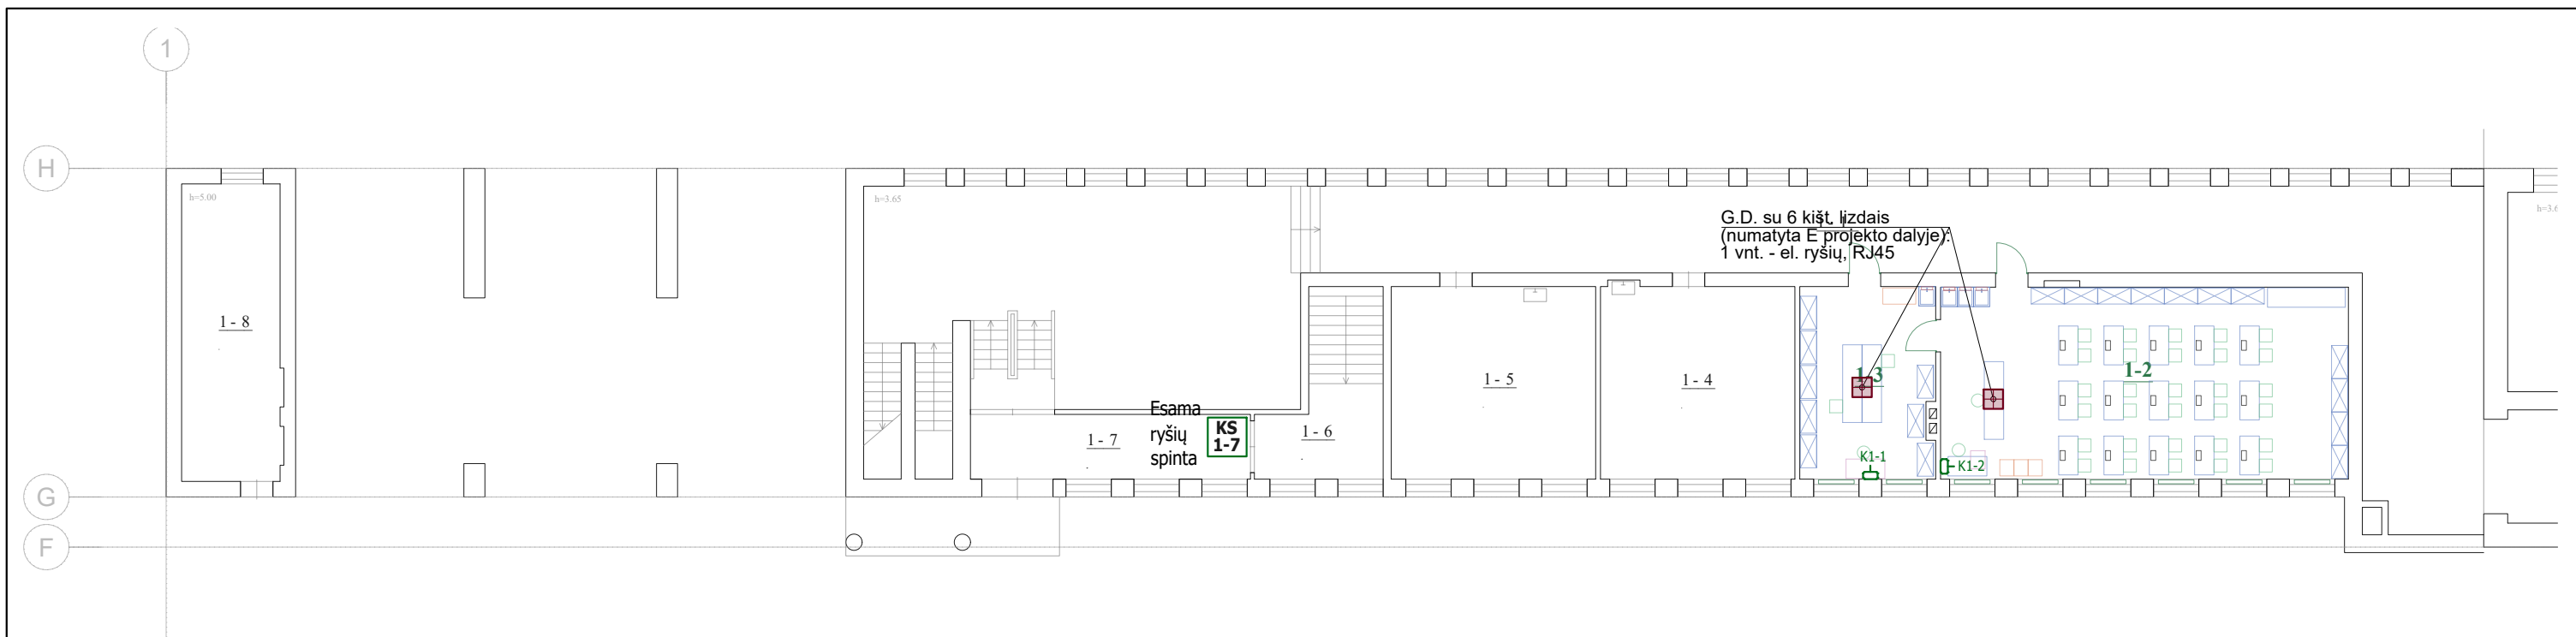 1
H
h=5.00
h=3.65
h=3.6
G.D. su 6 kišt. lizdais
(numatyta E projekto dalyje):
1 vnt. - el. ryšių, RJ45
1 - 8
1 - 5
1 - 4
1-3
1-2
Esama
ryšių
spinta
KS
1-7
1 - 7
1 - 6
K1-1
K1-2
G
F